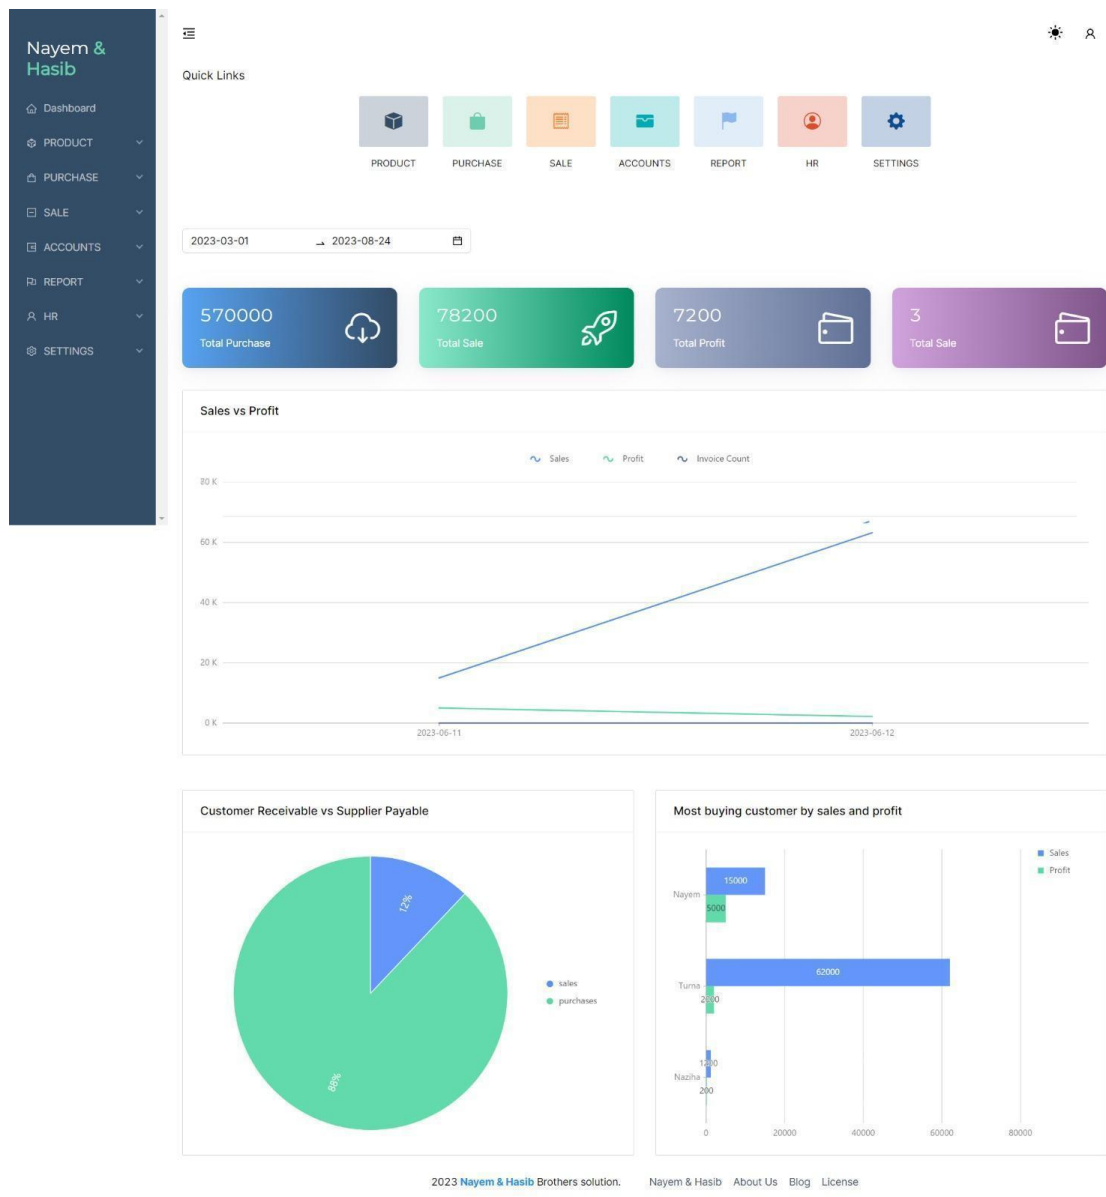 Nayem &
Hasib
Dashboard
PRODUCT
PURCHASE
SALE
ACCOUNTS
REPORT
HR
SETTINGS
Quick Links
PRODUCT PURCHASE SALE ACCOUNTS REPORT HR SETTINGS
2023-03-01 → 2023-08-24
570000 78200 7200 3
Total Purchase Total Sale Total Profit Total Sale
Sales vs Profit
Sales Profit Invoice Count
80 K
60 K
40 K
20 K
0 K
2023-06-11 2023-06-12
Customer Receivable vs Supplier Payable
12%
88%
sales
purchases
Most buying customer by sales and profit
Sales
Profit
Nayem
15000
5000
Turna
62000
2000
Naziha
1200
200
0 20000 40000 60000 80000
2023 Nayem & Hasib Brothers solution. Nayem & Hasib About Us Blog License